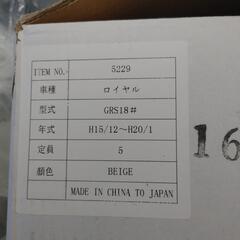 ITEM NO.- 5229
車種 ロイヤル
型式 GRS18#
年式 H15/12～H20/1
定員 5
顔色 BEIGE
MADE IN CHINA TO JAPAN
16